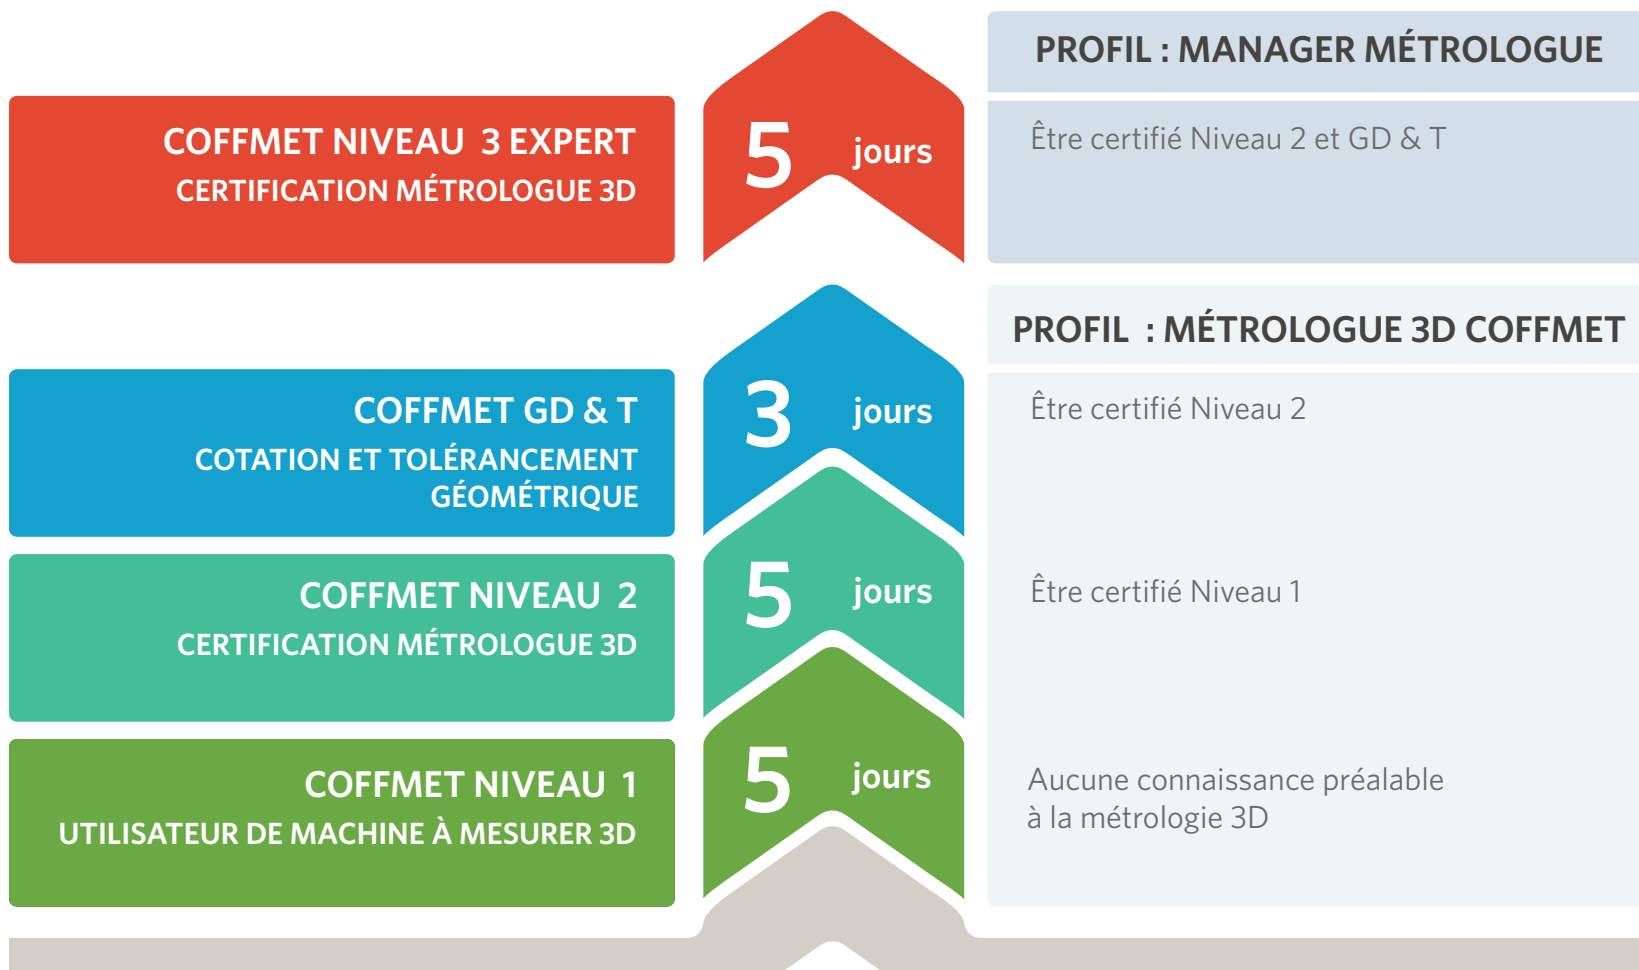 PROFIL : MANAGER MÉTROLOGUE
COFFMET NIVEAU 3 EXPERT
CERTIFICATION MÉTROLOGUE 3D
5 jours
Être certifié Niveau 2 et GD & T
PROFIL : MÉTROLOGUE 3D COFFMET
COFFMET GD & T
COTATION ET TOLÉRANCEMENT
GÉOMÉTRIQUE
3 jours
Être certifié Niveau 2
COFFMET NIVEAU 2
CERTIFICATION MÉTROLOGUE 3D
5 jours
Être certifié Niveau 1
COFFMET NIVEAU 1
UTILISATEUR DE MACHINE À MESURER 3D
5 jours
Aucune connaissance préalable
à la métrologie 3D